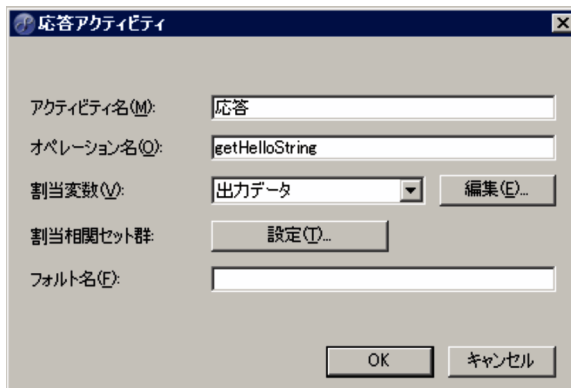 応答アクティビティ
アクティビティ名(M): 応答
オペレーション名(O): getHelloString
割当変数(V): 出力データ 編集(E)...
割当相関セット群: 設定(T)...
フォルト名(F):
OK キャンセル